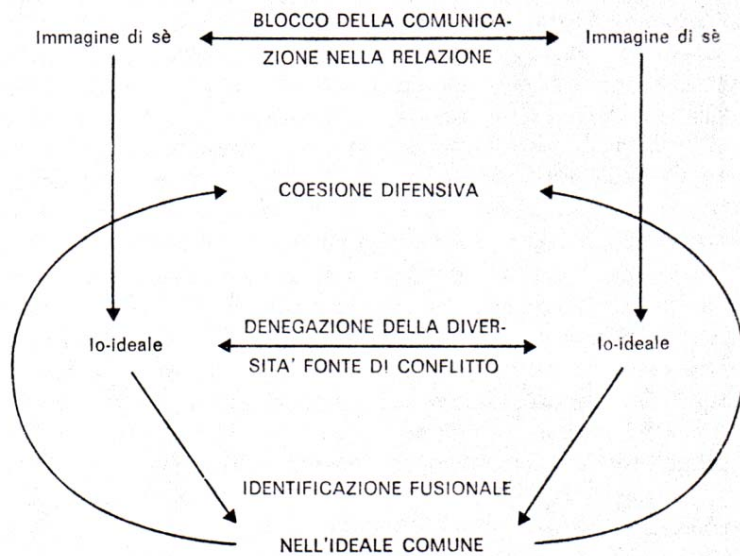 BLOCCO DELLA COMUNICA-
Immagine di sè
Immagine di sè
ZIONE NELLA RELAZIONE
COESIONE DIFENSIVA
DENEGAZIONE DELLA DIVER-
Io-ideale
Io-ideale
SITA' FONTE DI CONFLITTO
IDENTIFICAZIONE FUSIONALE
NELL'IDEALE COMUNE